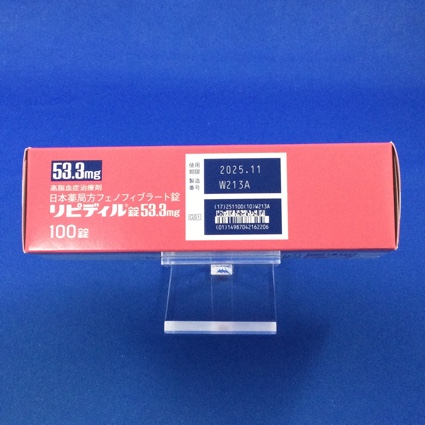 53.3mg
高脂血症治療剤
日本薬局方フェノフィブラート錠
リピディル錠53.3mg
100錠
使用
期限
2025.11
製造
番号
W213A
(17)251100(10)W213A
(01)14987042162206